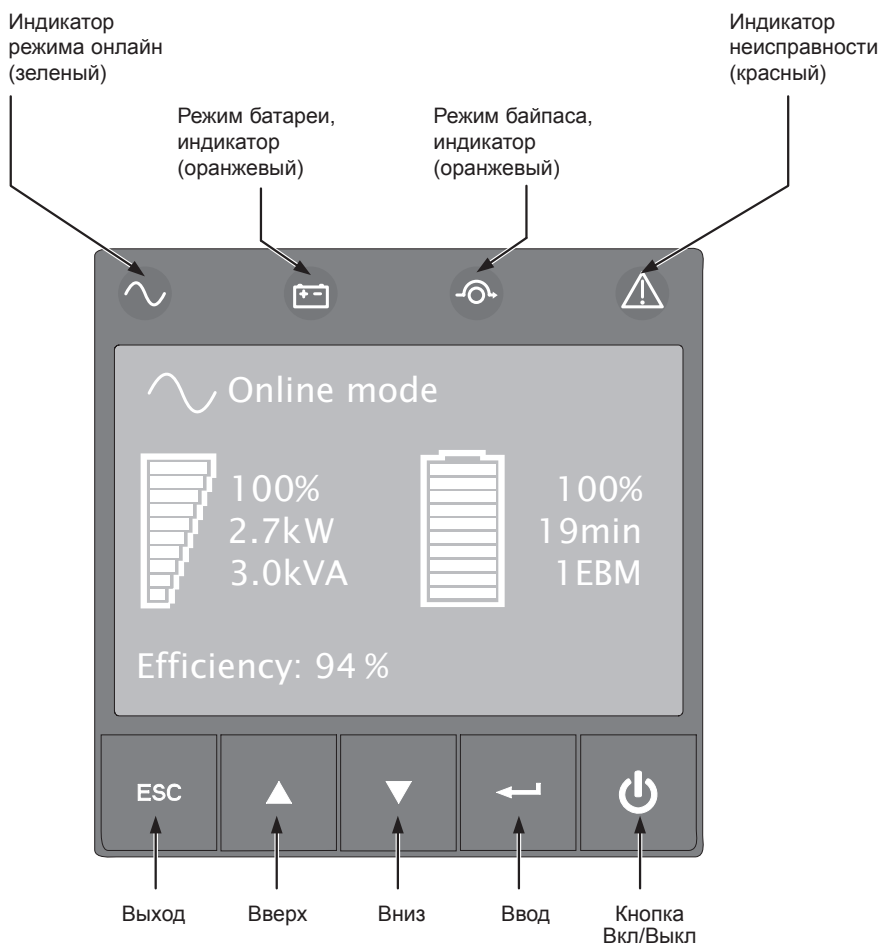 Индикатор
режима онлайн
(зеленый)
Индикатор
неисправности
(красный)
Режим батареи,
индикатор
(оранжевый)
Режим байпаса,
индикатор
(оранжевый)
Online mode
100%
2.7kW
3.0kVA
100%
19min
1EBM
Efficiency: 94 %
ESC
Выход
Вверх
Вниз
Ввод
Кнопка
Вкл/Выкл